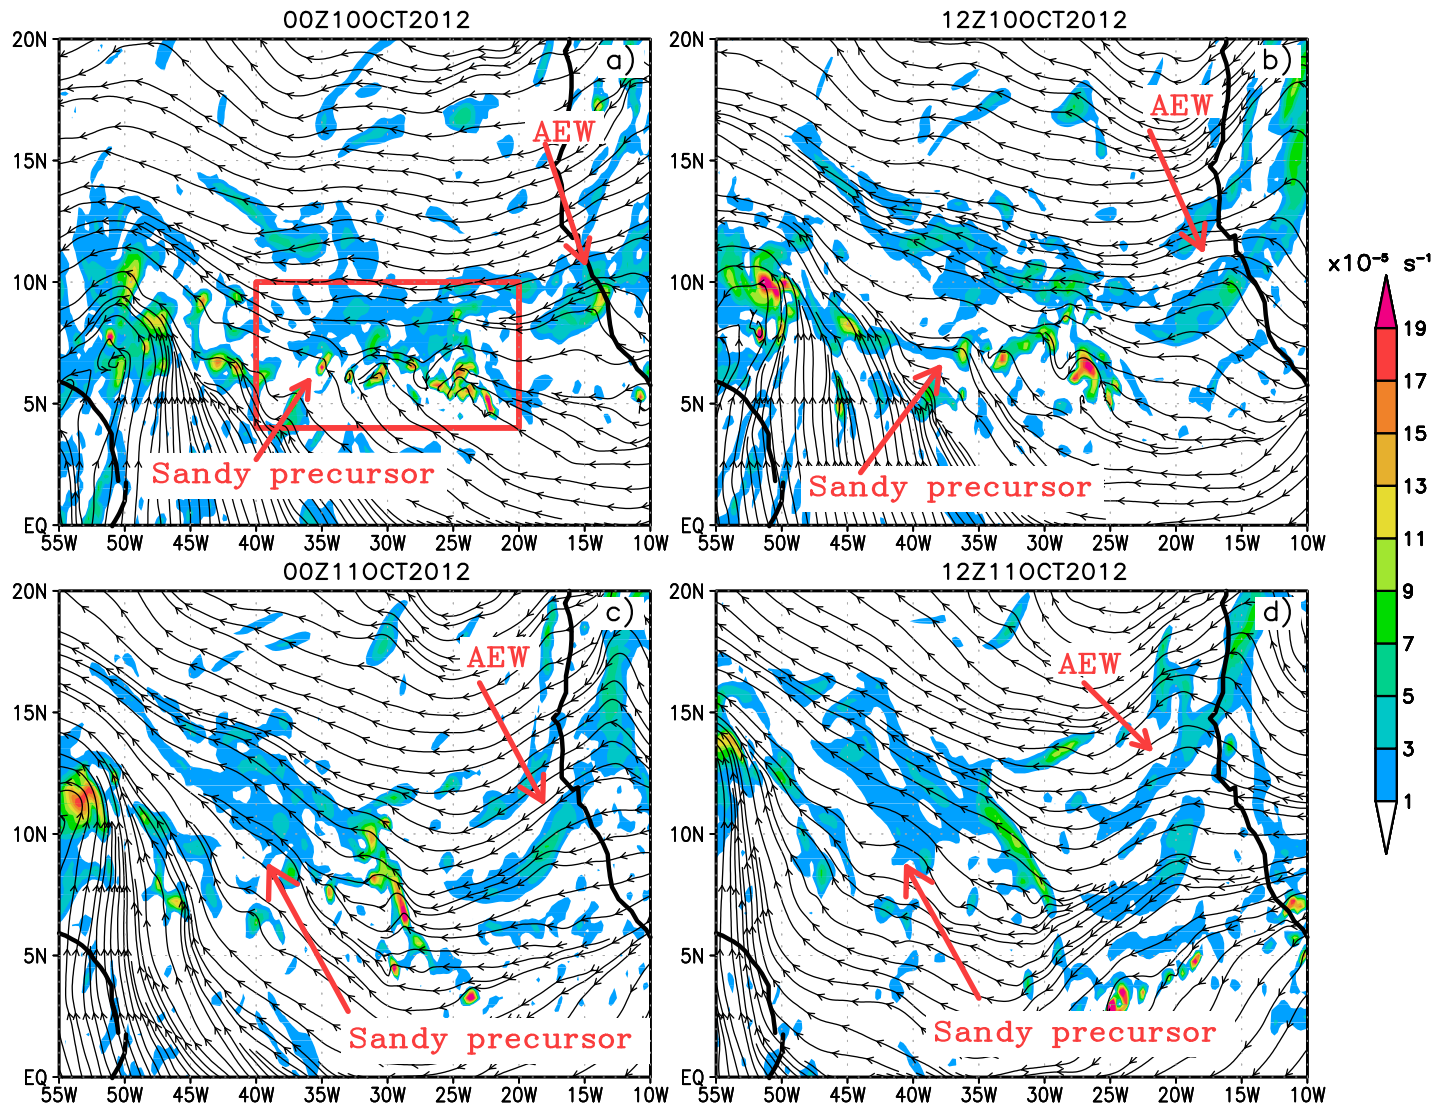 00Z10OCT2012
12Z10OCT2012
20N
15N
10N
5N
EQ
a)
AEW
Sandy precursor
55W 50W 45W 40W 35W 30W 25W 20W 15W 10W
20N
15N
10N
5N
EQ
b)
AEW
Sandy precursor
55W 50W 45W 40W 35W 30W 25W 20W 15W 10W
x10⁻⁵ s⁻¹
19
17
15
13
11
9
7
5
3
1
00Z11OCT2012
12Z11OCT2012
20N
15N
10N
5N
EQ
c)
AEW
Sandy precursor
55W 50W 45W 40W 35W 30W 25W 20W 15W 10W
20N
15N
10N
5N
EQ
d)
AEW
Sandy precursor
55W 50W 45W 40W 35W 30W 25W 20W 15W 10W